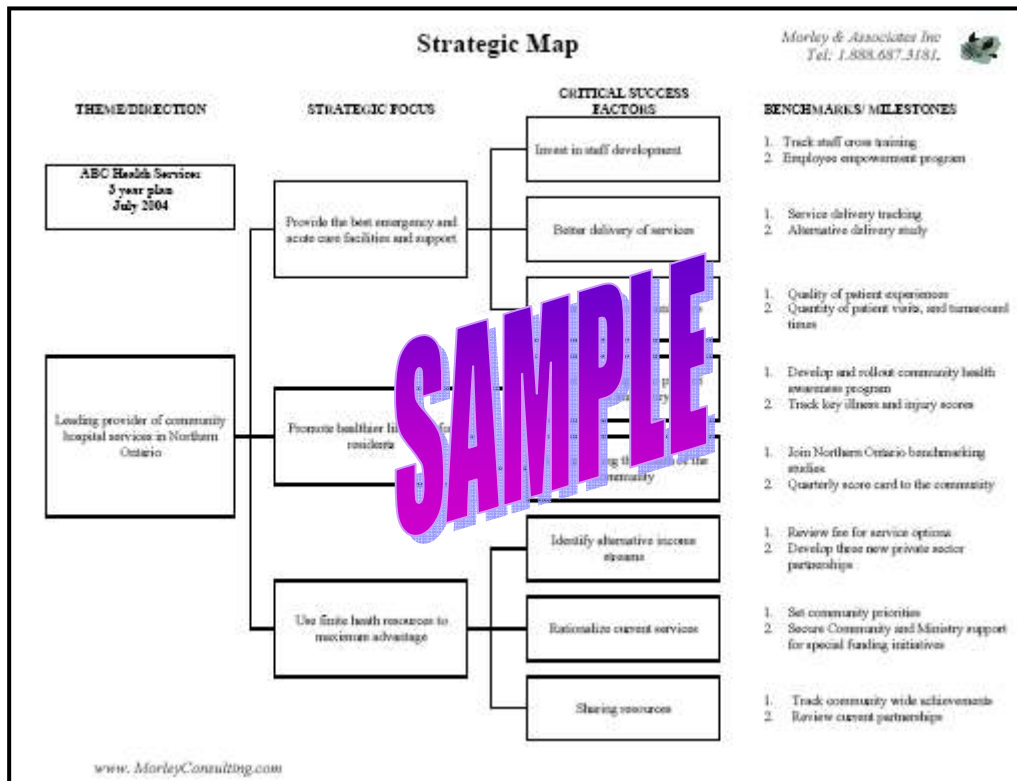 Strategic Map
Morley & Associates Inc
Tel: 1.888.687.3181.
THEME/DIRECTION
STRATEGIC FOCUS
CRITICAL SUCCESS
FACTORS
BENCHMARKS/ MILESTONES
ABC Health Services
3 year plan
July 2004
Leading provider of community
hospital services in Northern
Ontario
Provide the best emergency and
acute care facilities and support
Promote healthier
residents
Use finite heath resources to
maximum advantage
Invest in staff development
Better delivery of services
the
community
Identify alternative income
streams
Rationalize current services
Sharing resources
1. Track staff cross training
2. Employee empowerment program
1. Service delivery tracking
2. Alternative delivery study
1. Quality of patient experiences
2. Quantity of patient visits, and turnaround
times
1. Develop and rollout community health
awareness program
2. Track key illness and injury scores
1. Join Northern Ontario benchmarking
studies
2. Quarterly score card to the community
1. Review fee for service options
2. Develop three new private sector
partnerships
1. Set community priorities
2. Secure Community and Ministry support
for special funding initiatives
1. Track community wide achievements
2. Review current partnerships
SAMPLE
www. MorleyConsulting.com